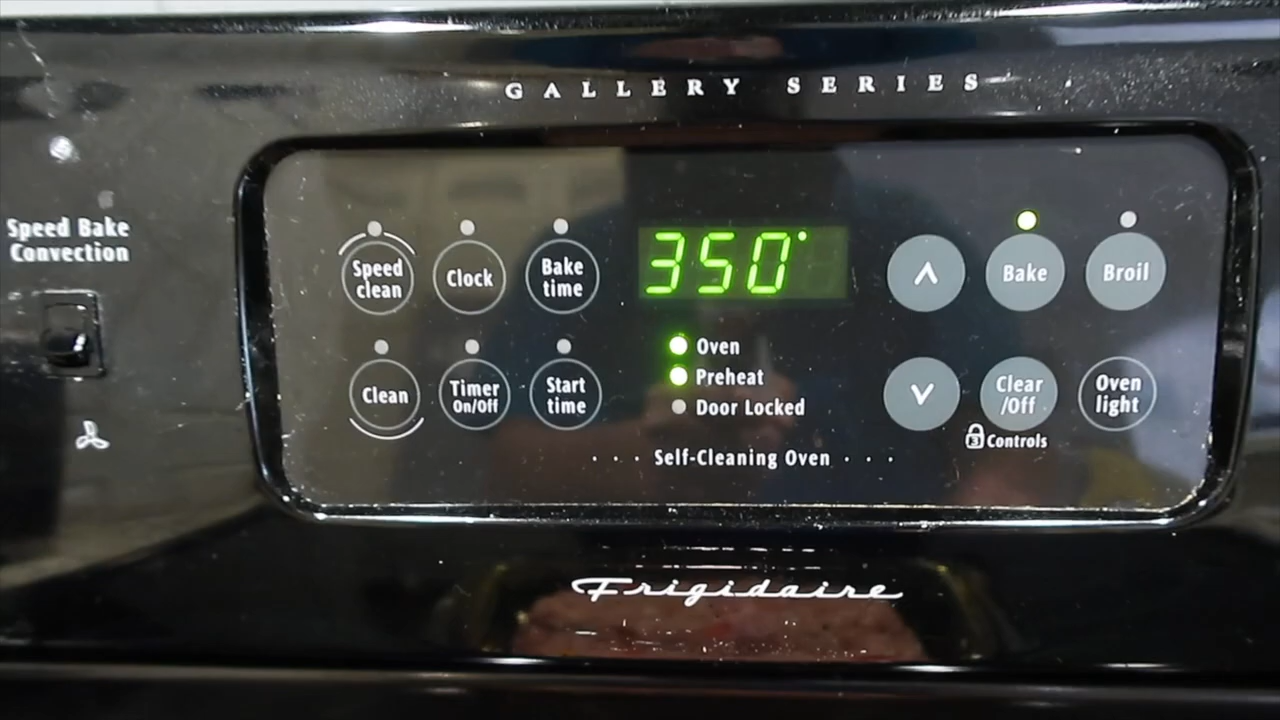 GALLERY SERIES
Speed Bake
Convection
Speed
clean
Clock
Bake
time
350°
Bake
Broil
Oven
Preheat
Door Locked
Clean
Timer
On/Off
Start
time
Clear
/Off
Oven
light
3 Controls
· · · Self-Cleaning Oven · · ·
Frigidaire